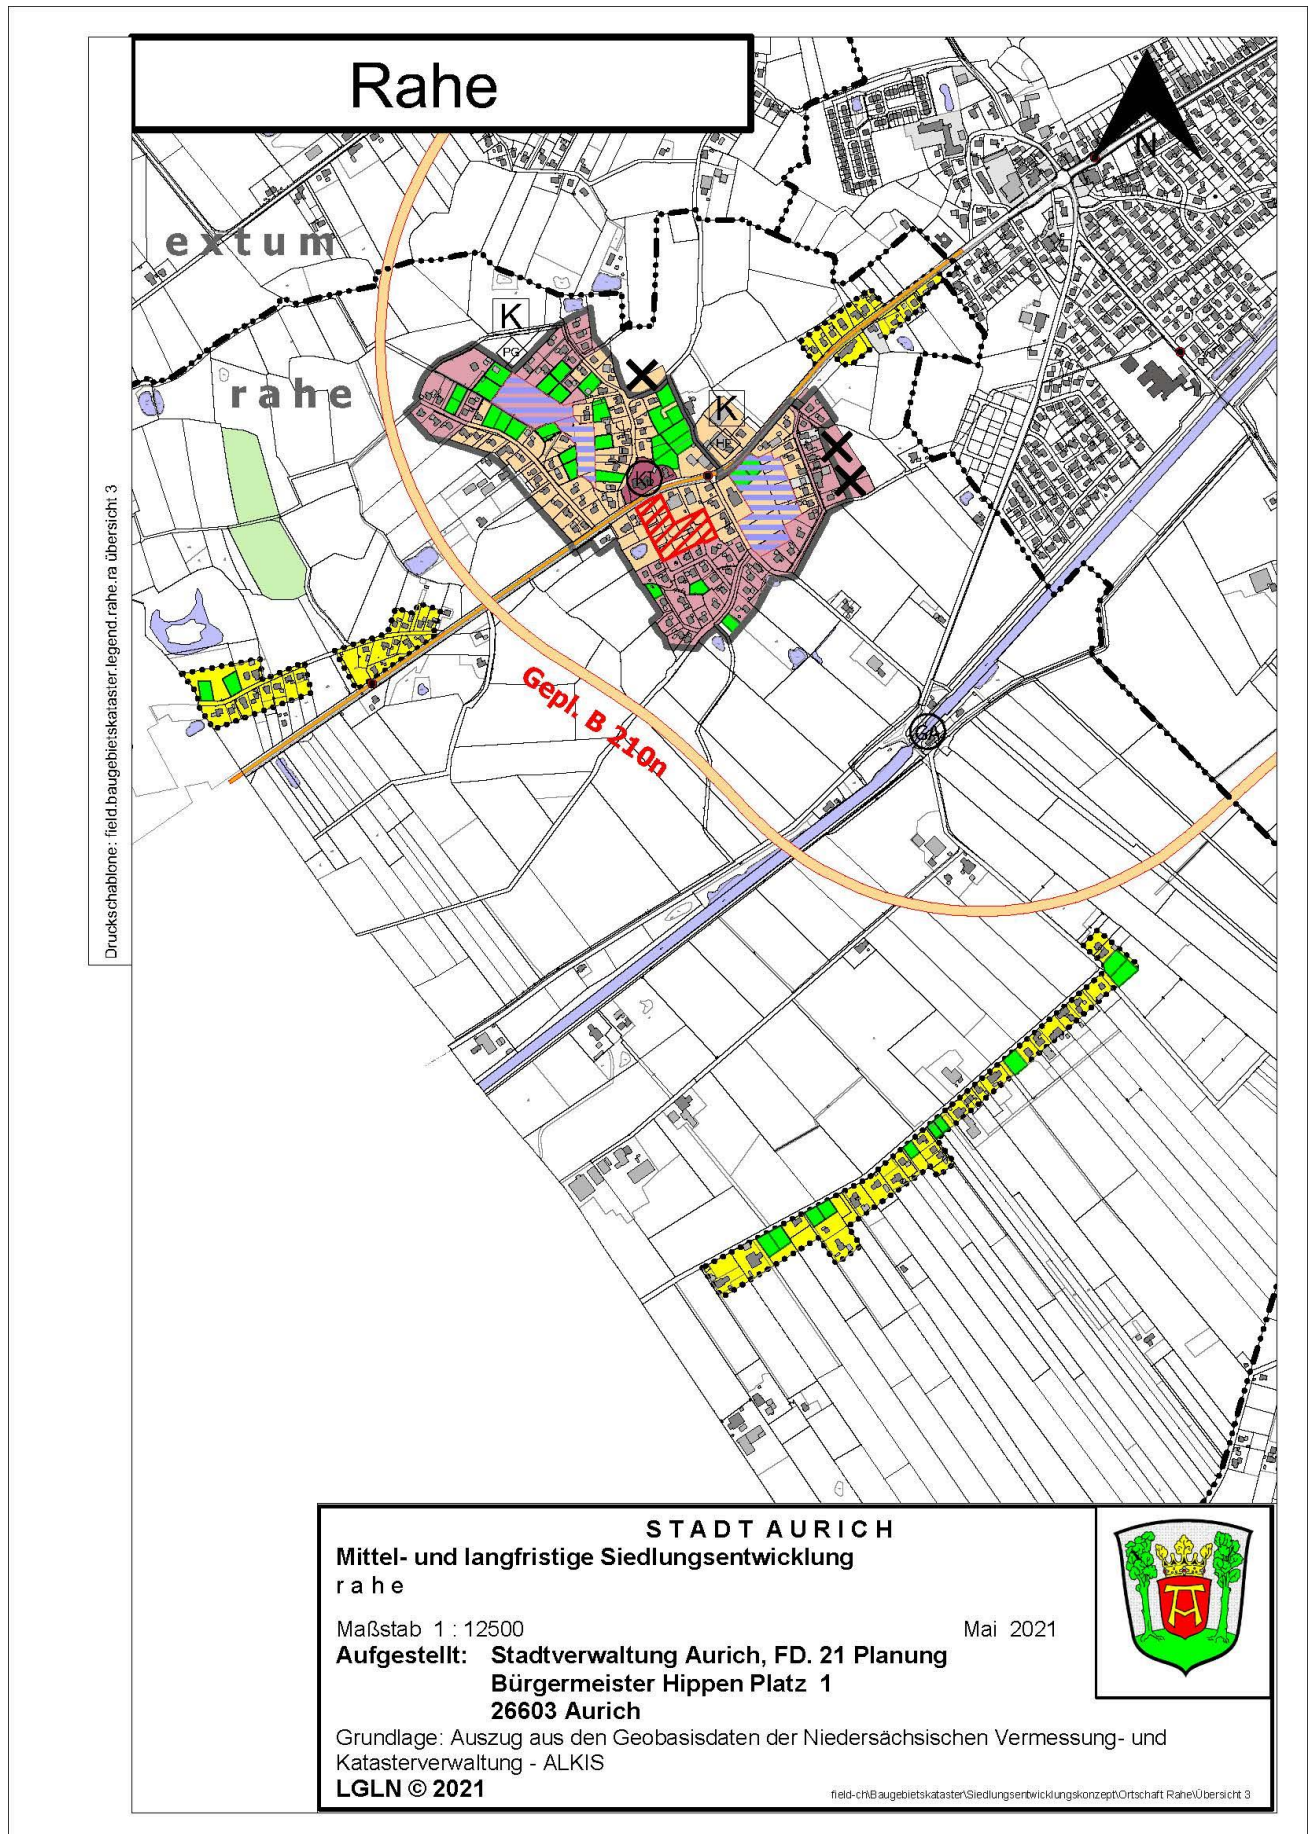 Rahe
N
extum
K
PG
rahe
K
HE
KT
Gepl. B 210n
GA
Druckschablone: field.baugebietskataster.legend.rahe.ra übersicht 3
STADT AURICH
Mittel- und langfristige Siedlungsentwicklung
rahe
Maßstab 1 : 12500 Mai 2021
Aufgestellt: Stadtverwaltung Aurich, FD. 21 Planung
Bürgermeister Hippen Platz 1
26603 Aurich
Grundlage: Auszug aus den Geobasisdaten der Niedersächsischen Vermessung- und
Katasterverwaltung - ALKIS
LGLN © 2021
field-ch\Baugebietskataster\Siedlungsentwicklungskonzept\Ortschaft Rahe\Übersicht 3